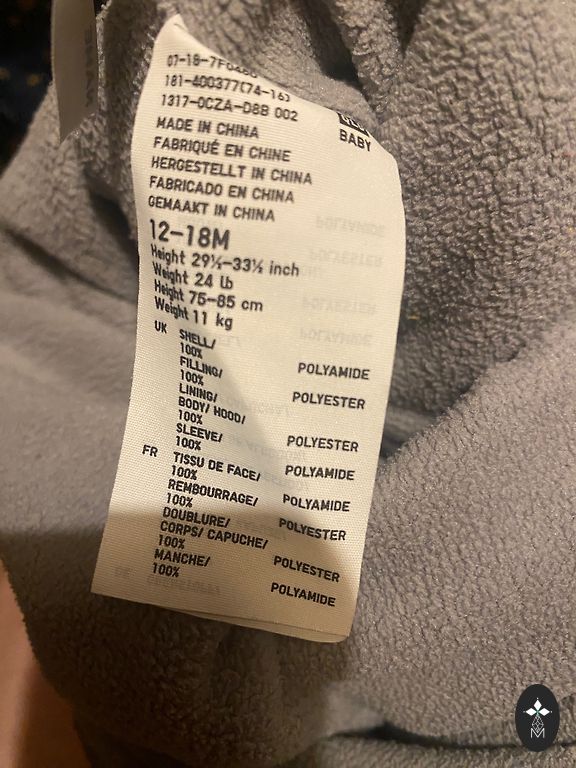 07-18-7F0480
181-400377(74-16)
1317-0CZA-D8B 002
BABY
MADE IN CHINA
FABRIQUÉ EN CHINE
HERGESTELLT IN CHINA
FABRICADO EN CHINA
GEMAAKT IN CHINA
12-18M
Height 29½-33½ inch
Weight 24 lb
Height 75-85 cm
Weight 11 kg
UK SHELL/
100% POLYAMIDE
FILLING/
100% POLYESTER
LINING/
BODY/ HOOD/
100% POLYESTER
SLEEVE/
100% POLYAMIDE
FR TISSU DE FACE/
100% POLYAMIDE
REMBOURRAGE/
100% POLYESTER
DOUBLURE/
CORPS/ CAPUCHE/
100% POLYESTER
MANCHE/
100% POLYAMIDE
M